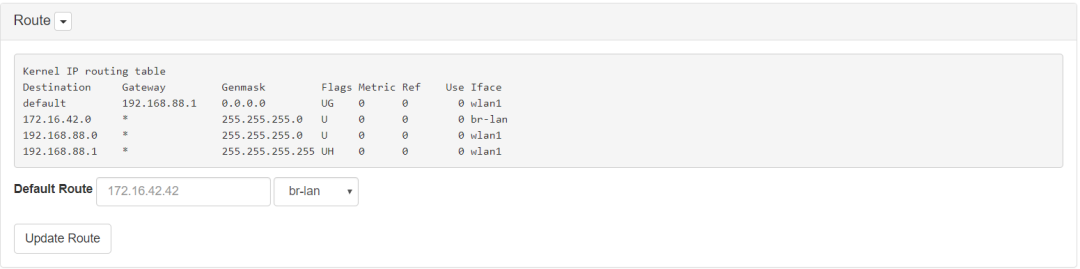 Route
Kernel IP routing table
Destination     Gateway         Genmask         Flags Metric Ref    Use Iface
default         192.168.88.1    0.0.0.0         UG    0      0        0 wlan1
172.16.42.0     *               255.255.255.0   U     0      0        0 br-lan
192.168.88.0    *               255.255.255.0   U     0      0        0 wlan1
192.168.88.1    *               255.255.255.255 UH    0      0        0 wlan1
Default Route 172.16.42.42 br-lan
Update Route